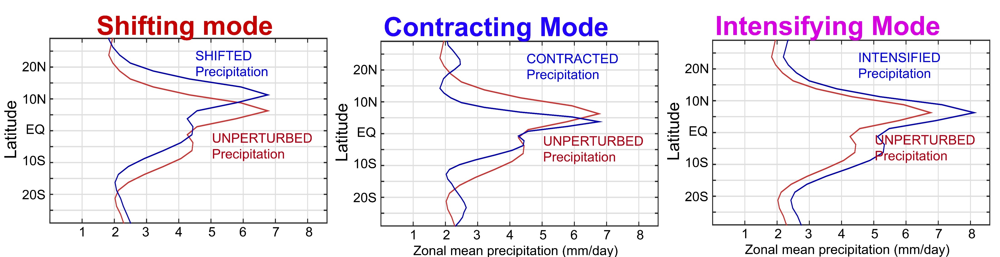 Shifting mode
SHIFTED
Precipitation
UNPERTURBED
Precipitation
Latitude
20N
10N
EQ
10S
20S
1 2 3 4 5 6 7 8
Contracting Mode
CONTRACTED
Precipitation
UNPERTURBED
Precipitation
Latitude
20N
10N
EQ
10S
20S
1 2 3 4 5 6 7 8
Zonal mean precipitation (mm/day)
Intensifying Mode
INTENSIFIED
Precipitation
UNPERTURBED
Precipitation
Latitude
20N
10N
EQ
10S
20S
1 2 3 4 5 6 7 8
Zonal mean precipitation (mm/day)